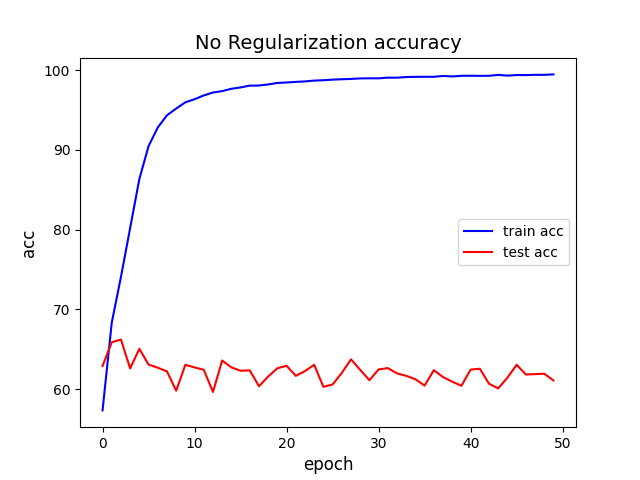 No Regularization accuracy
acc
100
90
80
70
60
train acc
test acc
0 10 20 30 40 50
epoch